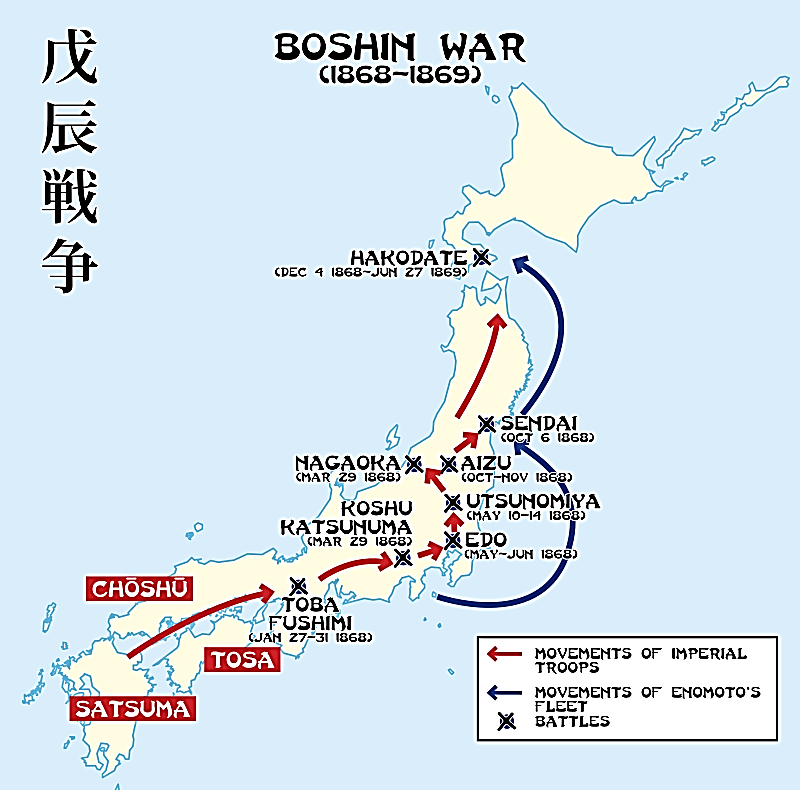 戊辰戦争
BOSHIN WAR
(1868~1869)
HAKODATE
(DEC 4 1868~JUN 27 1869)
SENDAI
(OCT 6 1868)
NAGAOKA
(MAR 29 1868)
AIZU
(OCT-NOV 1868)
KOSHU
KATSUNUMA
(MAR 29 1868)
UTSUNOMIYA
(MAY 10-14 1868)
EDO
(MAY~JUN 1868)
CHŌSHŪ
TOBA
FUSHIMI
(JAN 27-31 1868)
TOSA
SATSUMA
MOVEMENTS OF IMPERIAL
TROOPS
MOVEMENTS OF ENOMOTO'S
FLEET
BATTLES